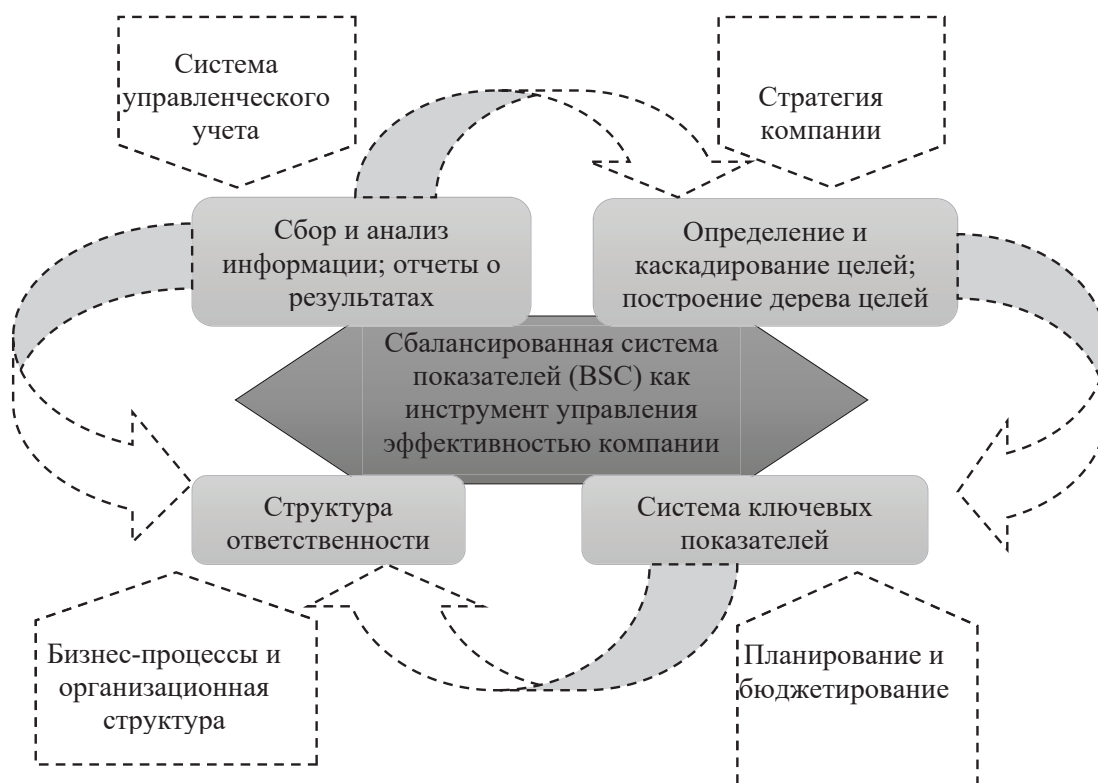 Система
управленческого
учета
Стратегия
компании
Сбор и анализ
информации; отчеты о
результатах
Определение и
каскадирование целей;
построение дерева целей
Сбалансированная система
показателей (BSC) как
инструмент управления
эффективностью компании
Структура
ответственности
Система ключевых
показателей
Бизнес-процессы и
организационная
структура
Планирование и
бюджетирование